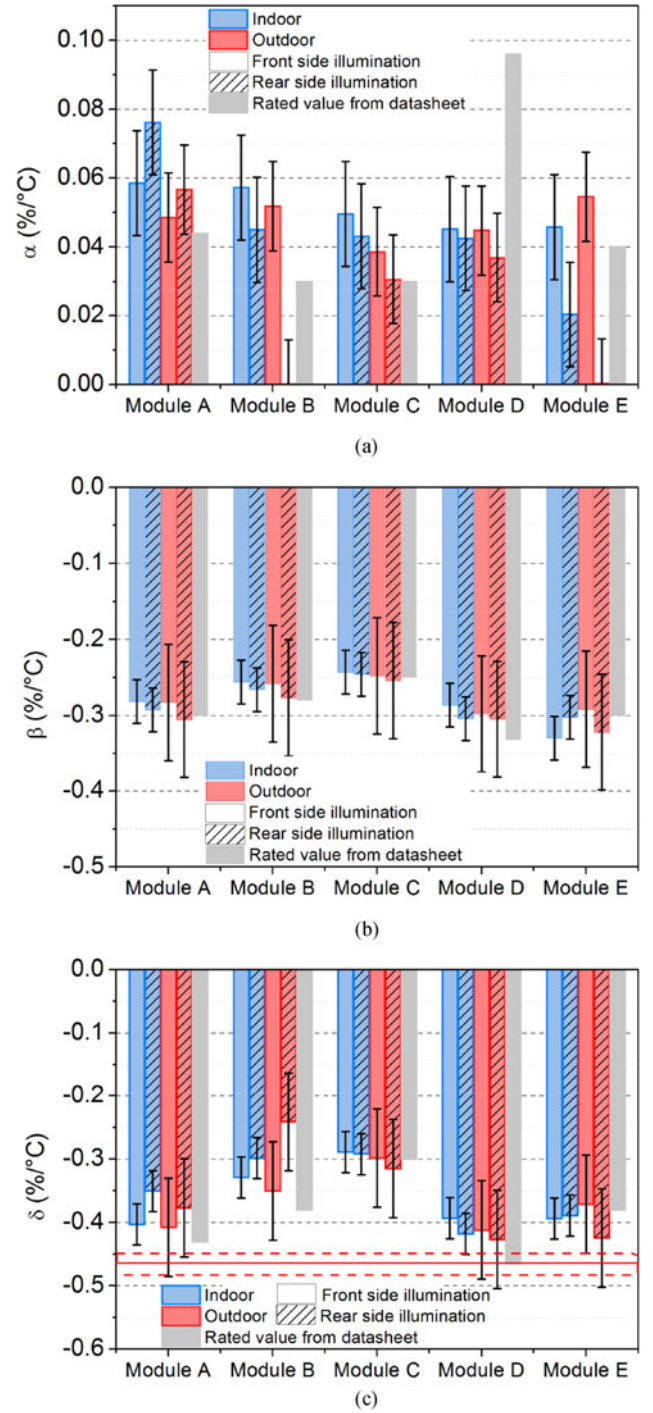 Indoor
Outdoor
Front side illumination
Rear side illumination
Rated value from datasheet
α (%/°C)
0.10
0.08
0.06
0.04
0.02
0.00
Module A Module B Module C Module D Module E
(a)
β (%/°C)
0.0
-0.1
-0.2
-0.3
-0.4
-0.5
Indoor
Outdoor
Front side illumination
Rear side illumination
Rated value from datasheet
Module A Module B Module C Module D Module E
(b)
δ (%/°C)
0.0
-0.1
-0.2
-0.3
-0.4
-0.5
-0.6
Indoor Front side illumination
Outdoor Rear side illumination
Rated value from datasheet
Module A Module B Module C Module D Module E
(c)